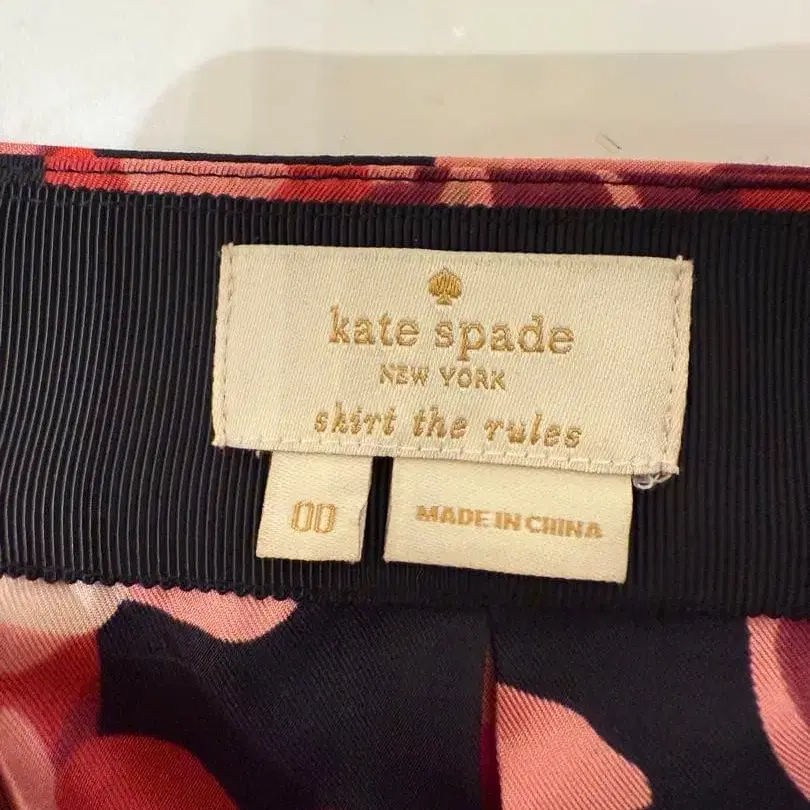 kate spade
NEW YORK
skirt the rules
00
MADE IN CHINA